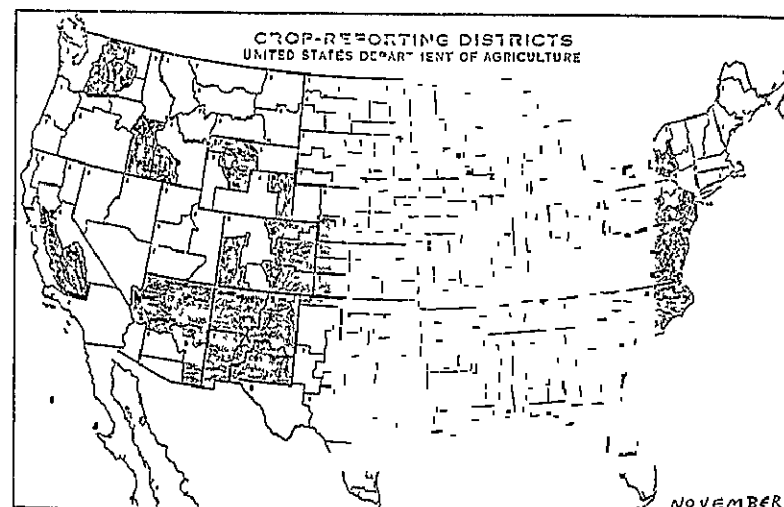 CROP-REPORTING DISTRICTS
UNITED STATES DEPARTMENT OF AGRICULTURE
NOVEMBER